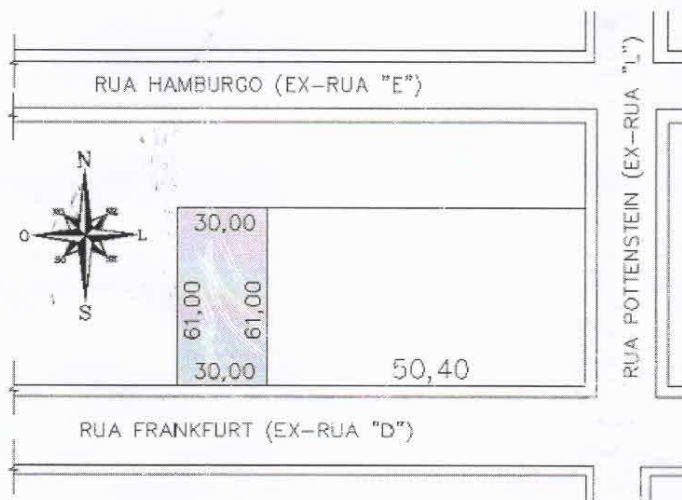 RUA HAMBURGO (EX-RUA "E")
RUA POTTENSTEIN (EX-RUA "L")
N
O
L
S
30,00
61,00
61,00
30,00
50,40
RUA FRANKFURT (EX-RUA "D")